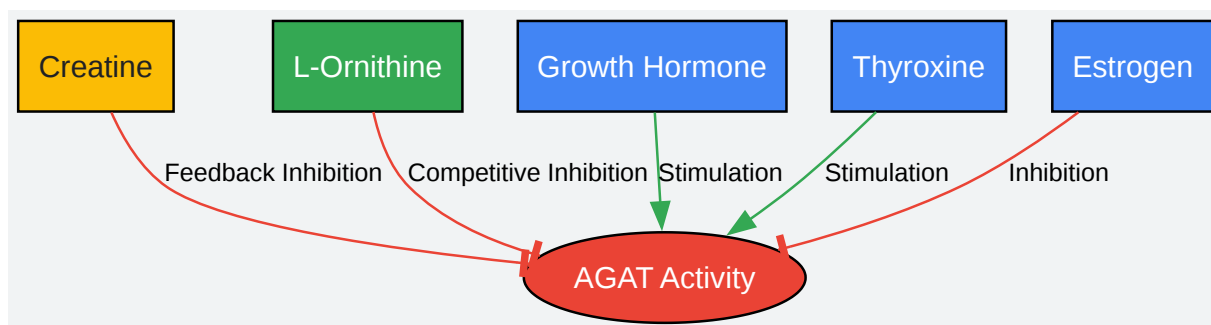 Creatine
L-Ornithine
Growth Hormone
Thyroxine
Estrogen
Feedback Inhibition
Competitive Inhibition
Stimulation
Stimulation
Inhibition
AGAT Activity